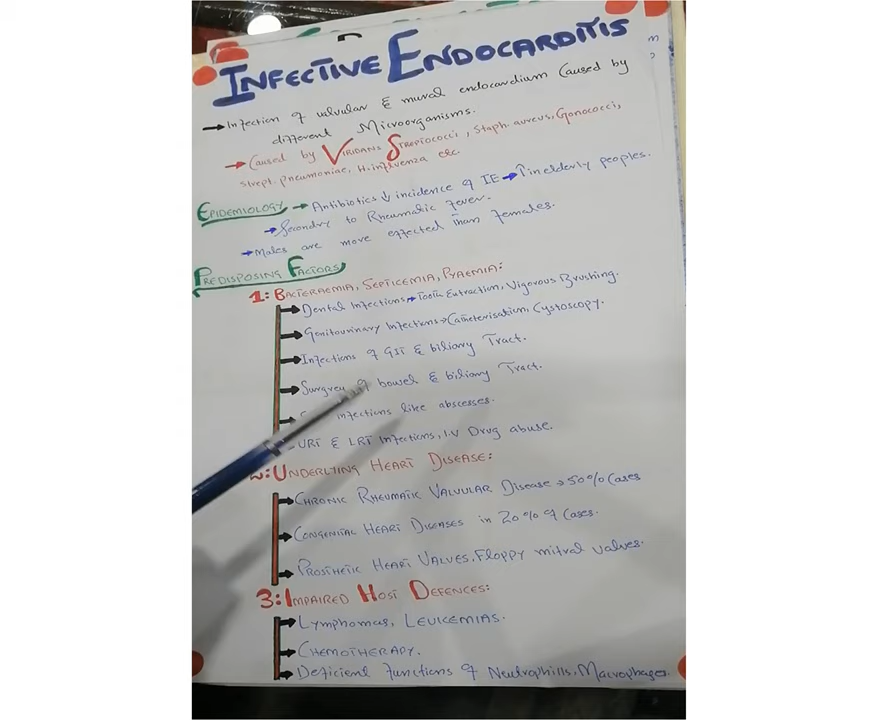 INFECTIVE ENDOCARDITIS
→ Infection of valvular & mural endocardium Caused by
different Microorganisms.
→ Caused by VIRIDANS STREPTOCOCCI, Staph.aureus, Gonococci,
Strept.pneumoniae, H.influenza etc.
EPIDEMIOLOGY → Antibiotics ↓ incidence of IE → ↑ in elderly peoples.
→ Secondry to Rheumatic fever.
→ Males are more effected than females.
PREDISPOSING FACTORS
1: BACTERAEMIA, SEPTICEMIA, PYAEMIA:
→ Dental Infections → Tooth Extraction, Vigorous Brushing.
→ Genitourinary Infections → Catheterisation, Cystoscopy.
→ Infections of GIT & biliary Tract.
→ Surgrey of bowel & biliary Tract.
infections like abscesses.
URT & LRT Infections, I.V Drug abuse.
UNDERLYING HEART DISEASE:
→ CHRONIC RHEUMATIC VALVULAR Disease → 50% Cases
→ CONGENITAL HEART DISEASES in 20% of Cases.
→ PROSTHETIC HEART VALVES, FLOPPY mitral valves.
3: IMPAIRED HOST DEFENCES:
→ Lymphomas, LEUKEMIAS.
→ CHEMOTHERAPY.
→ Deficient functions of Neutrophills, Macrophages.